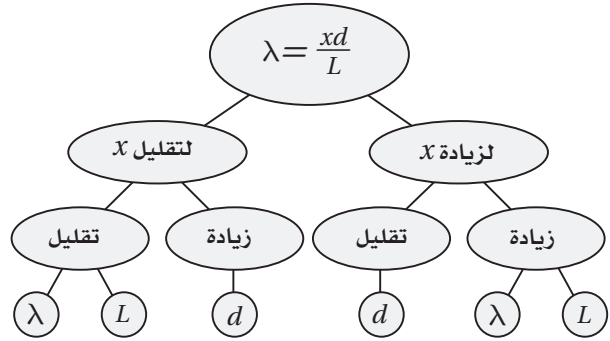 λ = xd/L
لزيادة x
لتقليل x
زيادة
تقليل
زيادة
تقليل
L
λ
d
d
L
λ